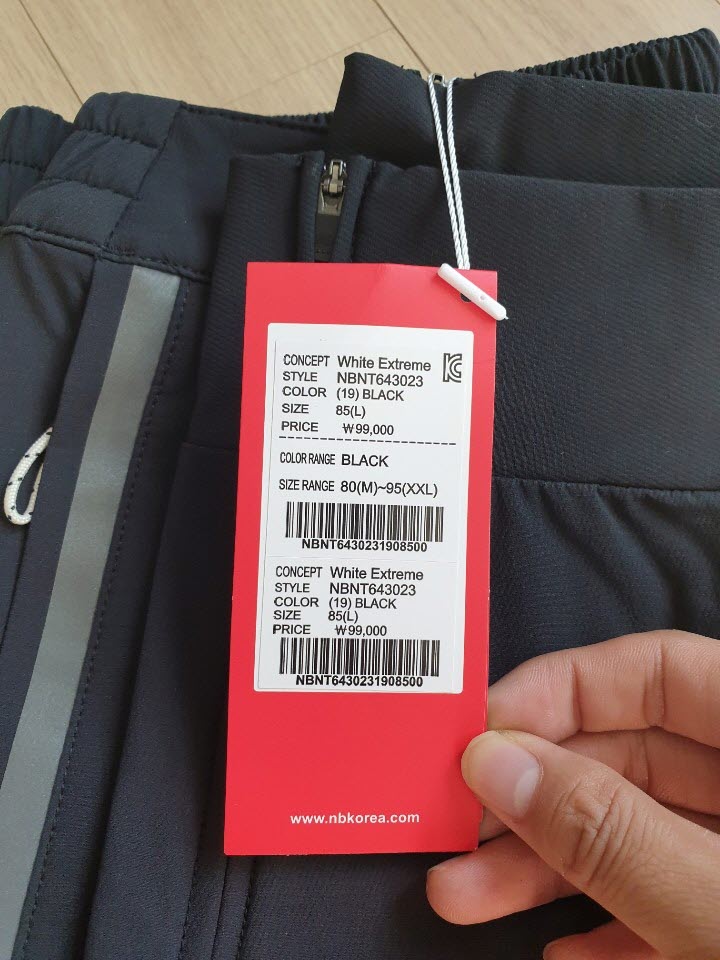 CONCEPT White Extreme
STYLE NBNT643023
COLOR (19) BLACK
SIZE 85(L)
PRICE ₩99,000
COLOR RANGE BLACK
SIZE RANGE 80(M)~95(XXL)
NBNT6430231908500
CONCEPT White Extreme
STYLE NBNT643023
COLOR (19) BLACK
SIZE 85(L)
PRICE ₩99,000
NBNT6430231908500
www.nbkorea.com